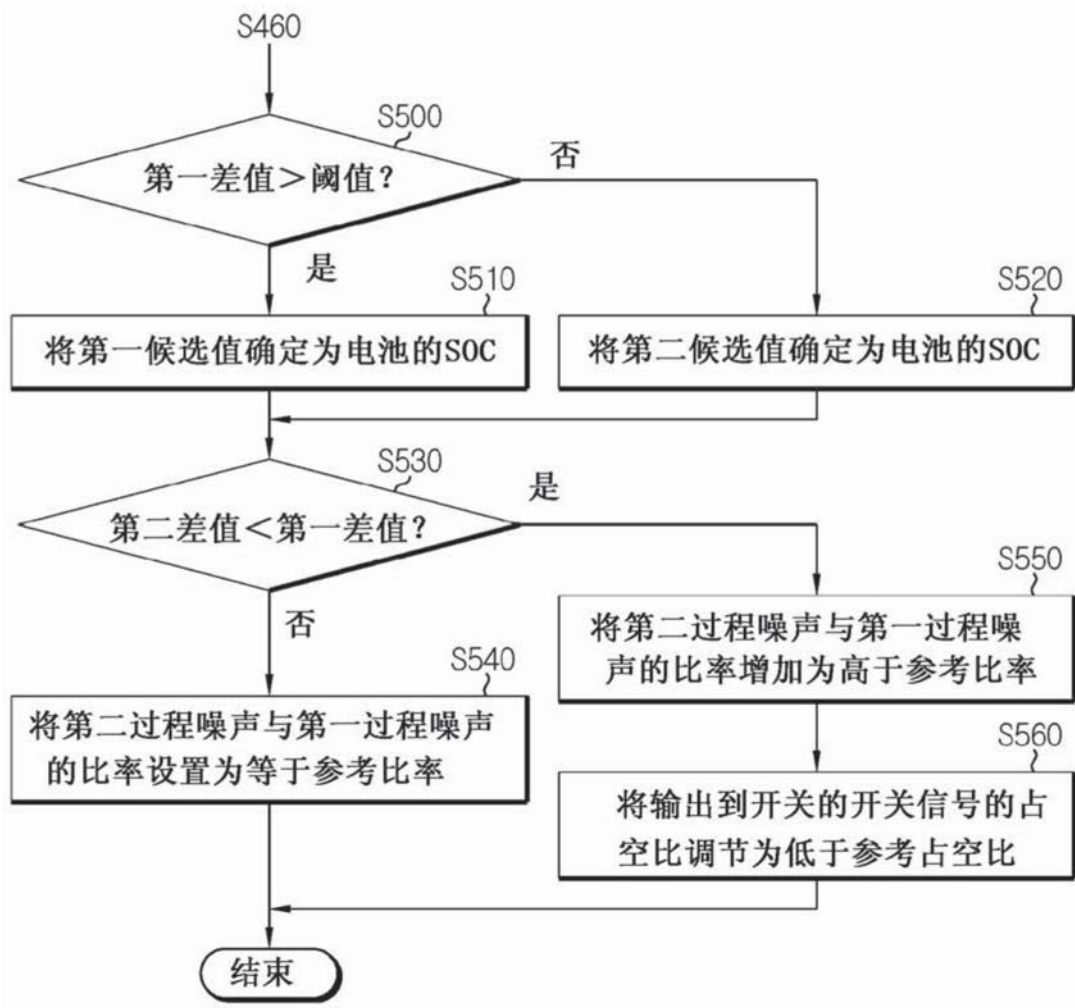 S460
S500
第一差值＞阈值？
否
是
S510
将第一候选值确定为电池的SOC
S520
将第二候选值确定为电池的SOC
S530
第二差值＜第一差值？
是
否
S540
将第二过程噪声与第一过程噪声
的比率设置为等于参考比率
S550
将第二过程噪声与第一过程噪
声的比率增加为高于参考比率
S560
将输出到开关的开关信号的占
空比调节为低于参考占空比
结束